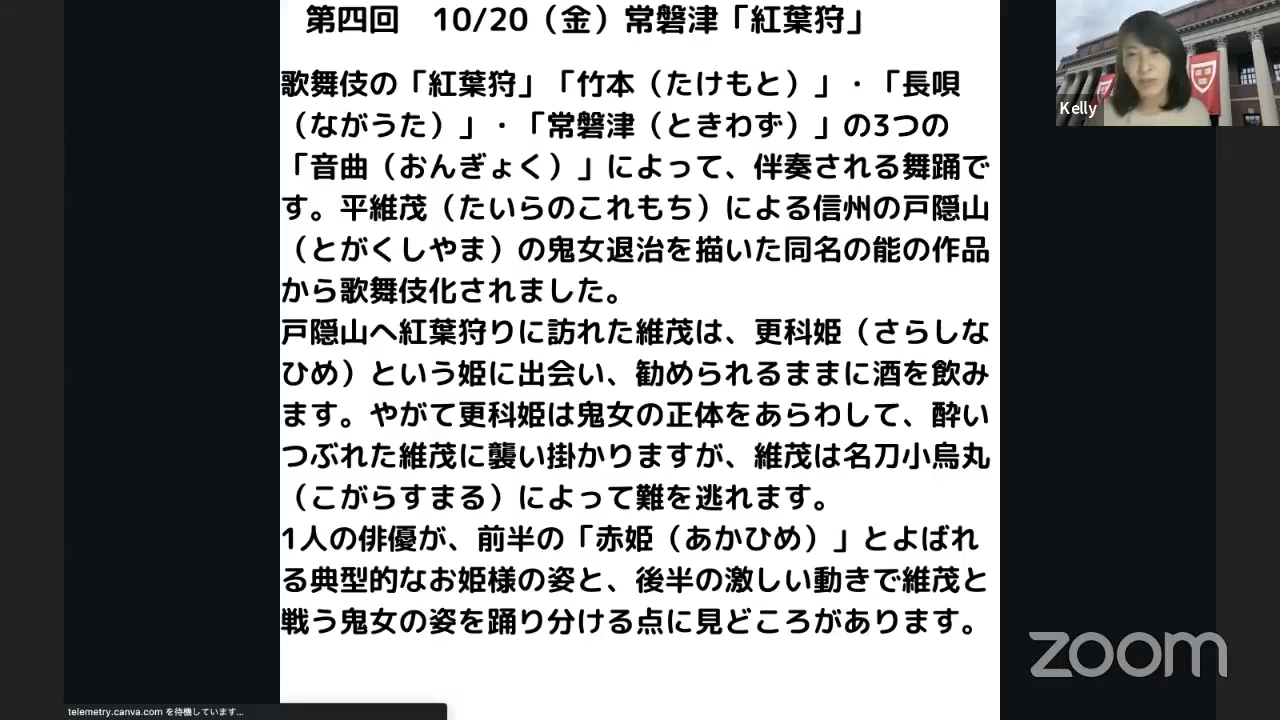 第四回　10/20（金）常磐津「紅葉狩」
歌舞伎の「紅葉狩」「竹本（たけもと）」・「長唄
（ながうた）」・「常磐津（ときわず）」の3つの
「音曲（おんぎょく）」によって、伴奏される舞踊で
す。平維茂（たいらのこれもち）による信州の戸隠山
（とがくしやま）の鬼女退治を描いた同名の能の作品
から歌舞伎化されました。
戸隠山へ紅葉狩りに訪れた維茂は、更科姫（さらしな
ひめ）という姫に出会い、勧められるままに酒を飲み
ます。やがて更科姫は鬼女の正体をあらわして、酔い
つぶれた維茂に襲い掛かりますが、維茂は名刀小烏丸
（こがらすまる）によって難を逃れます。
1人の俳優が、前半の「赤姫（あかひめ）」とよばれ
る典型的なお姫様の姿と、後半の激しい動きで維茂と
戦う鬼女の姿を踊り分ける点に見どころがあります。
Kelly
zoom
telemetry.canva.com を待機しています...